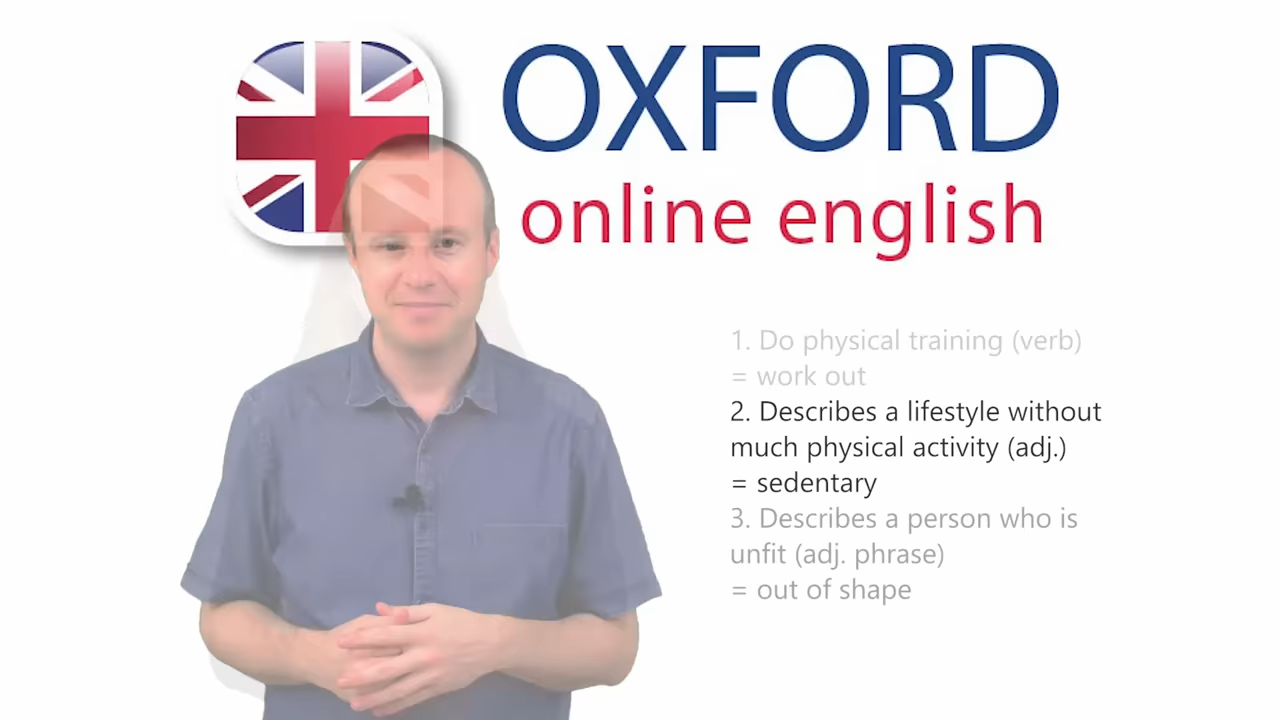 OXFORD
online english
1. Do physical training (verb)
= work out
2. Describes a lifestyle without
much physical activity (adj.)
= sedentary
3. Describes a person who is
unfit (adj. phrase)
= out of shape